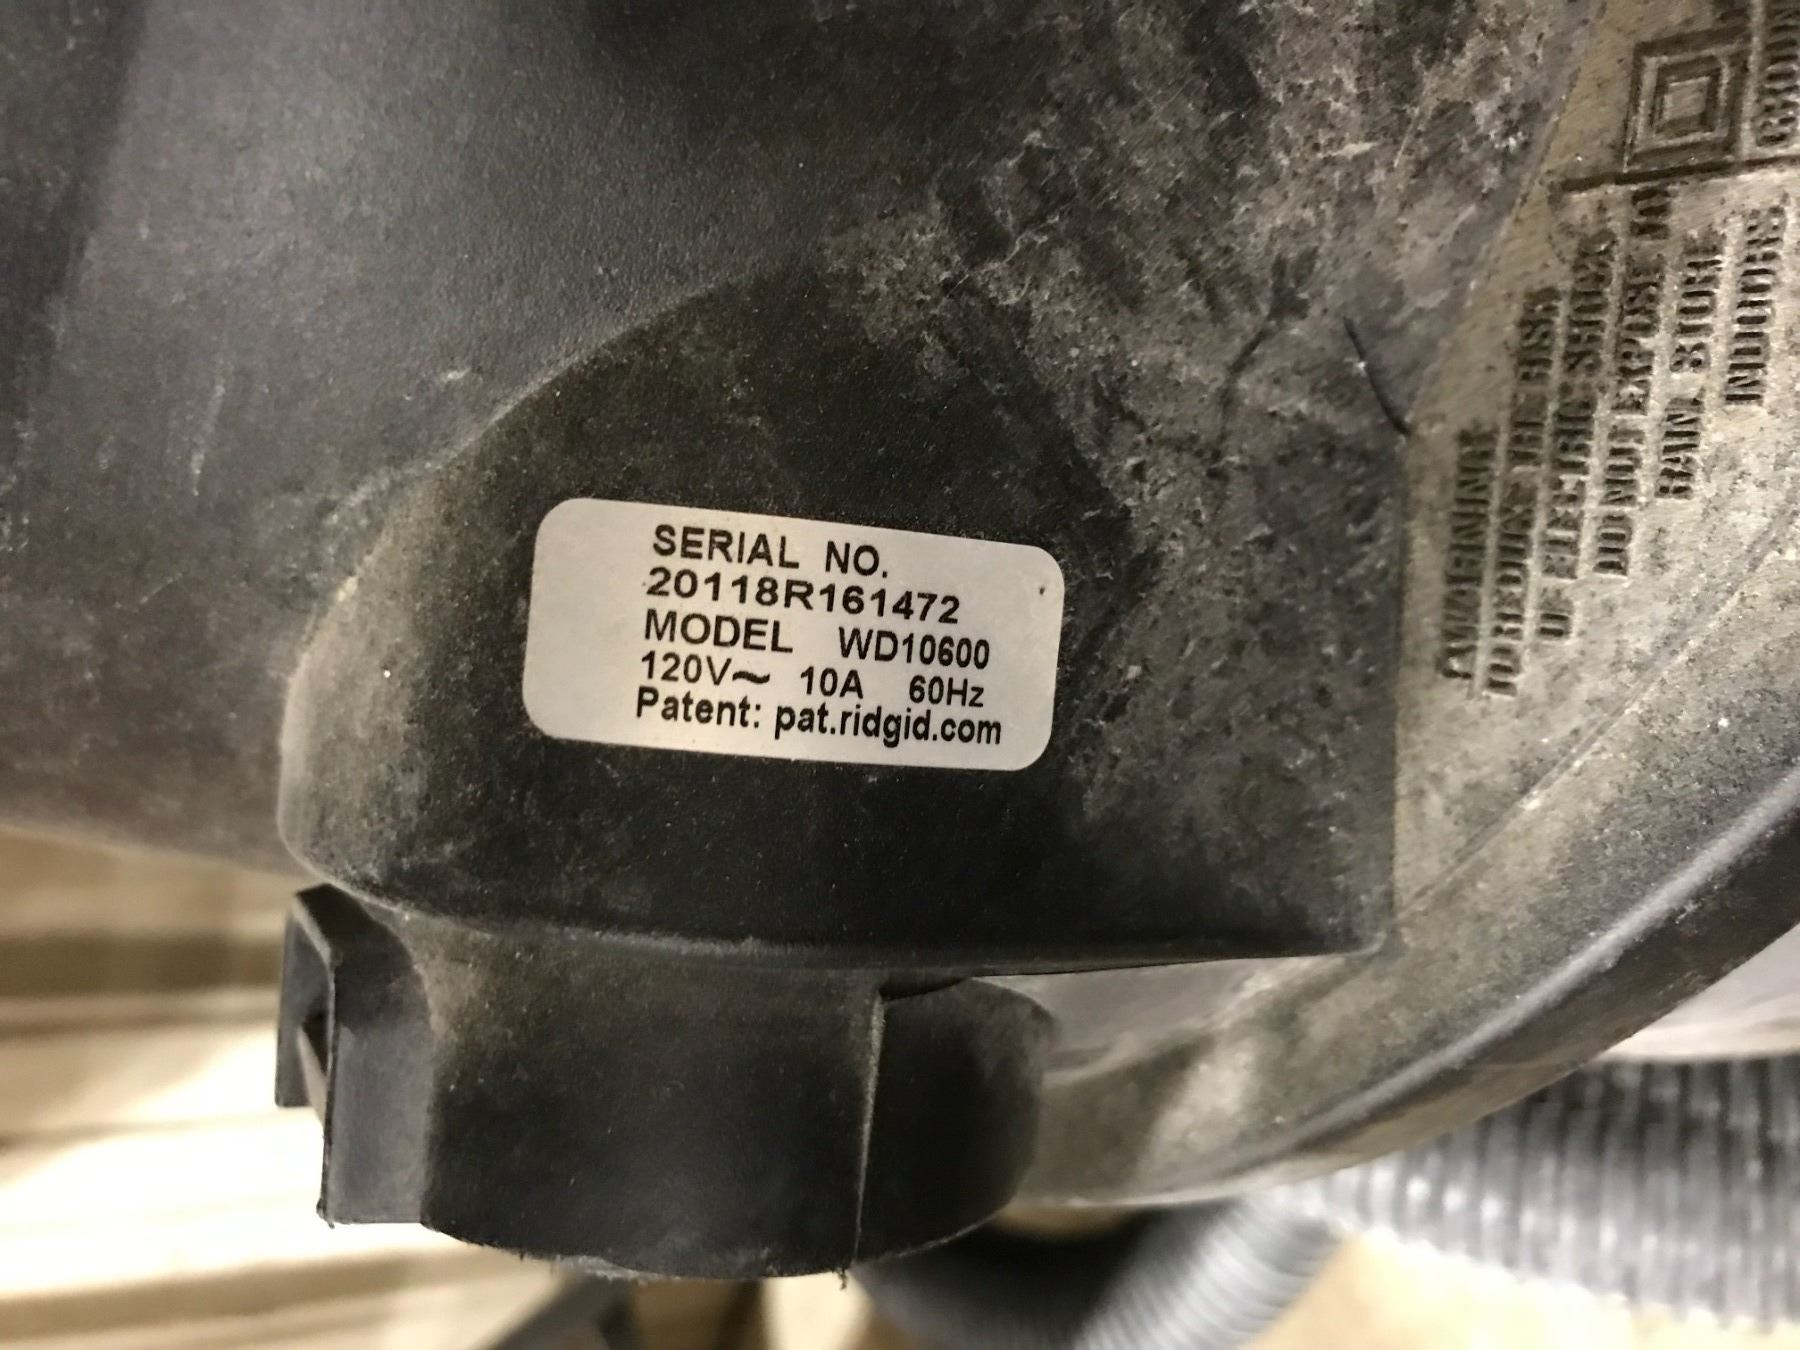 SERIAL NO.
20118R161472
MODEL WD10600
120V~ 10A 60Hz
Patent: pat.ridgid.com
WARNING
TO REDUCE THE RISK
OF ELECTRIC SHOCK
DO NOT EXPOSE TO
RAIN. STORE
INDOORS